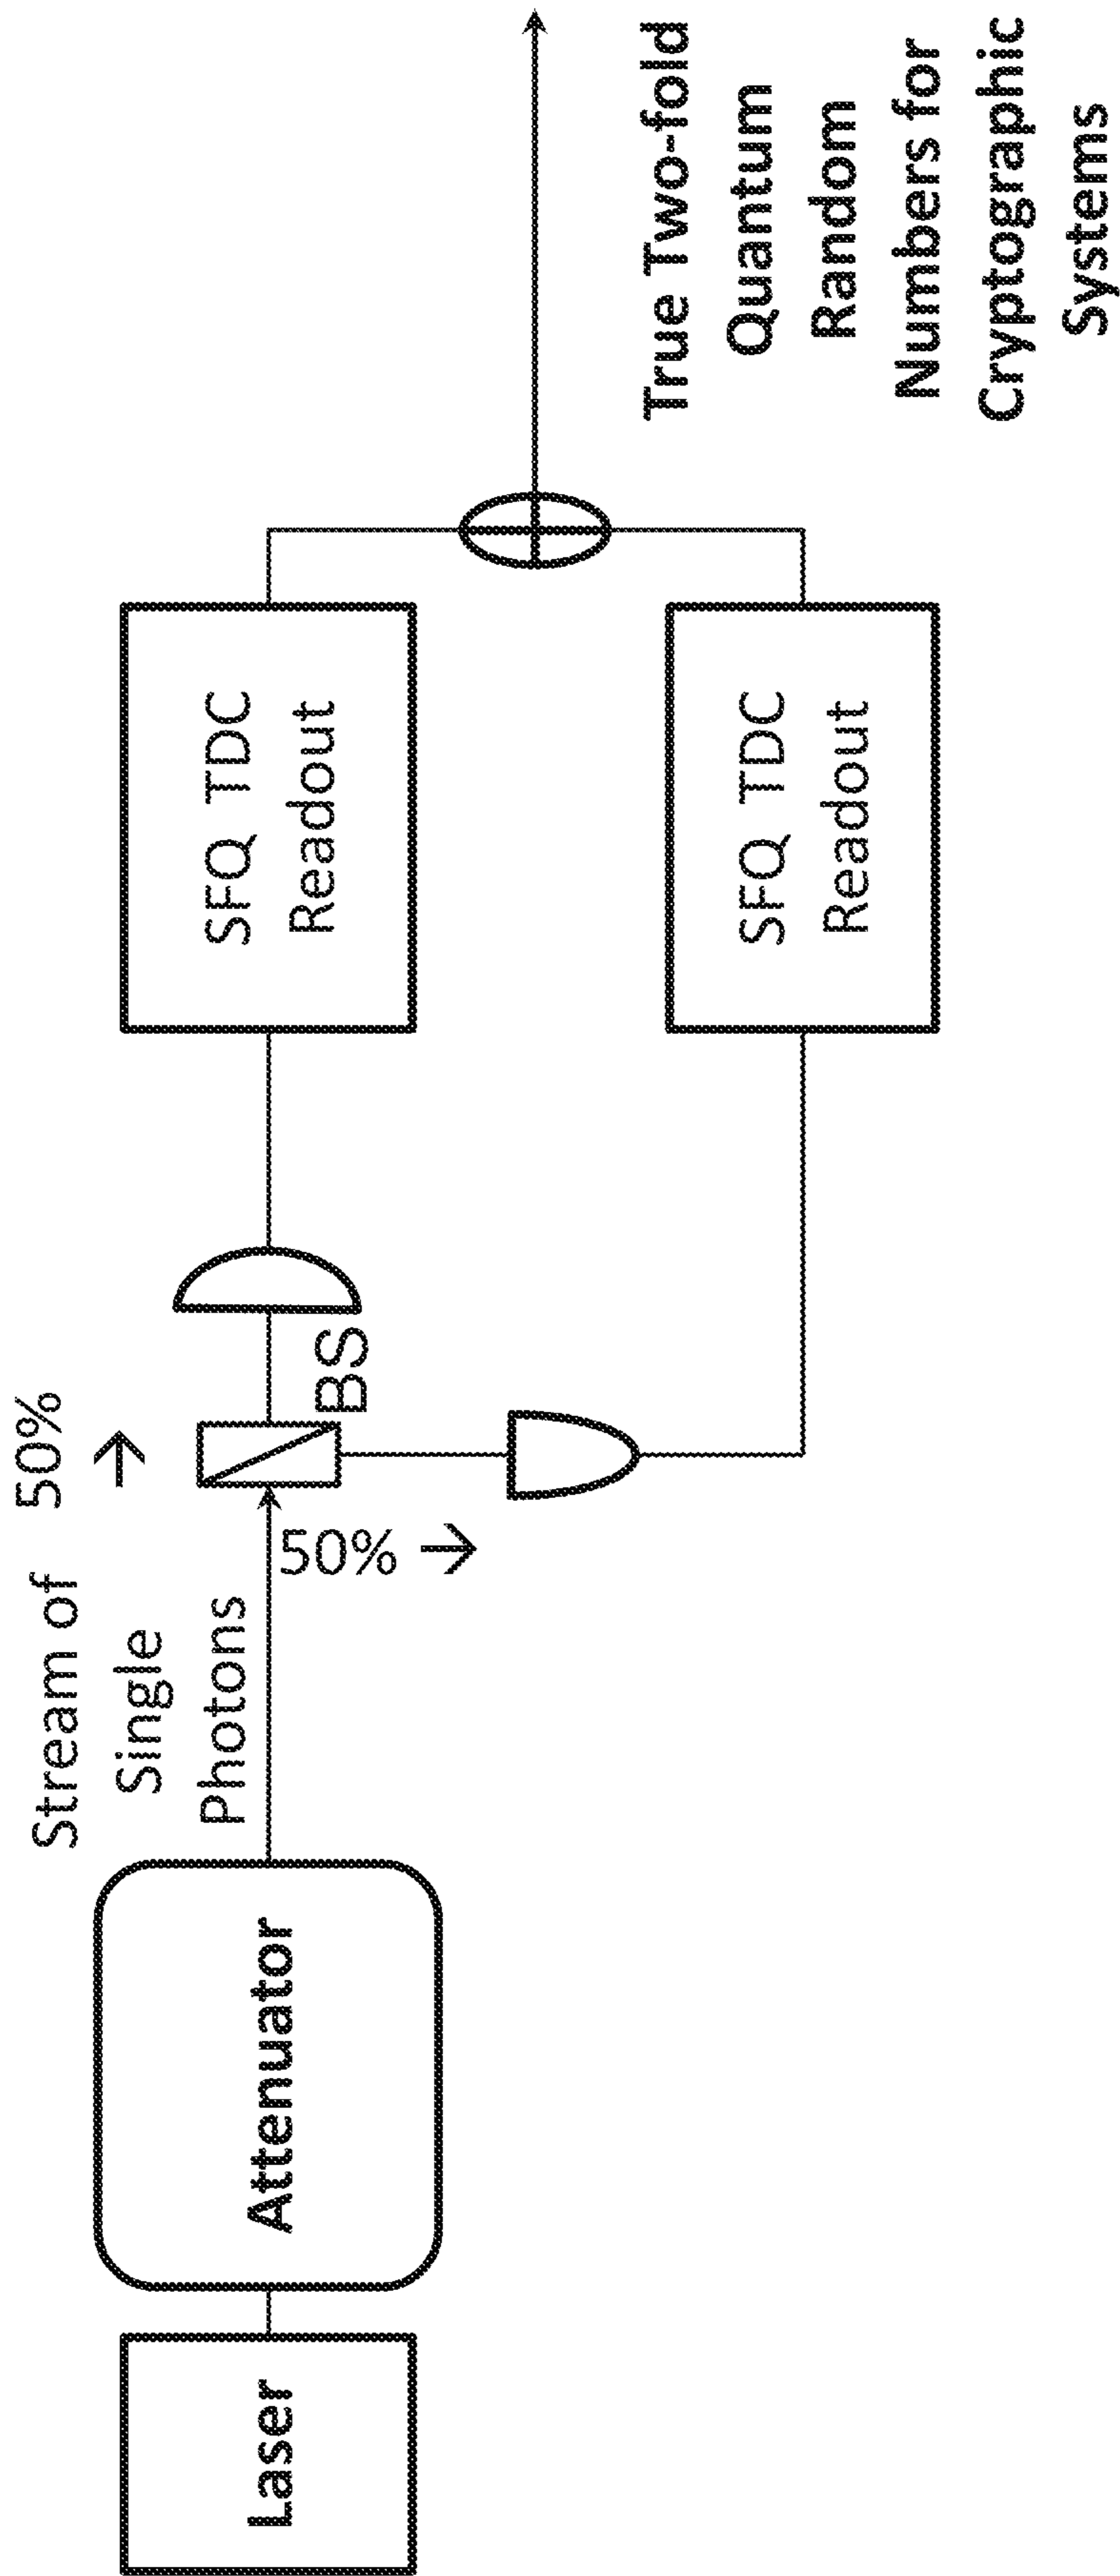 Laser
Attenuator
Stream of
Single
Photons
50%
50%
BS
SFQ TDC
Readout
SFQ TDC
Readout
True Two-fold
Quantum
Random
Numbers for
Cryptographic
Systems